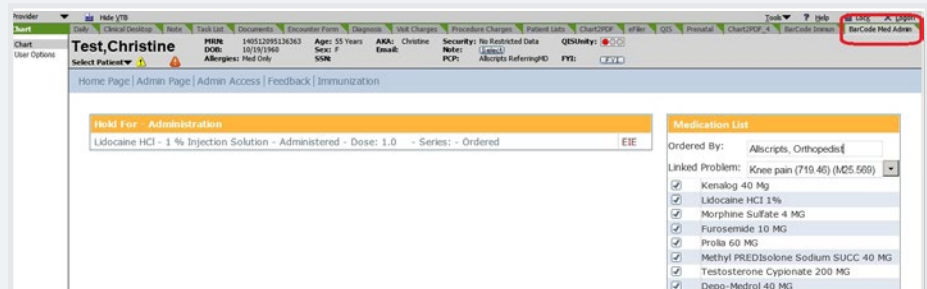 Provider Hide VTB Tools ? Help Lock Logon
Chart Daily Clinical Desktop Note Task List Documents Encounter Form Diagnosis Visit Charges Procedure Charges Patient Lists Chart2PDF eFiler QIS Prenatal Chart2PDF_4 BarCode Immun BarCode Med Admin
Chart
User Options
Test,Christine
Select Patient
MRN: 140512095136363 Age: 55 Years AKA: Christine Security: No Restricted Data QISUnity:
DOB: 10/19/1960 Sex: F Email: Note: (Select)
Allergies: Med Only SSN: PCP: Allscripts ReferringMD FYI: (FYI)
Home Page | Admin Page | Admin Access | Feedback | Immunization
Hold For - Administration
Lidocaine HCl - 1 % Injection Solution - Administered - Dose: 1.0 - Series: - Ordered EIE
Medication List
Ordered By: Allscripts, Orthopedist
Linked Problem: Knee pain (719.46) (M25.569)
Kenalog 40 Mg
Lidocaine HCl 1%
Morphine Sulfate 4 MG
Furosemide 10 MG
Prolia 60 MG
Methyl PREDIsolone Sodium SUCC 40 MG
Testosterone Cypionate 200 MG
Depo-Medrol 40 MG